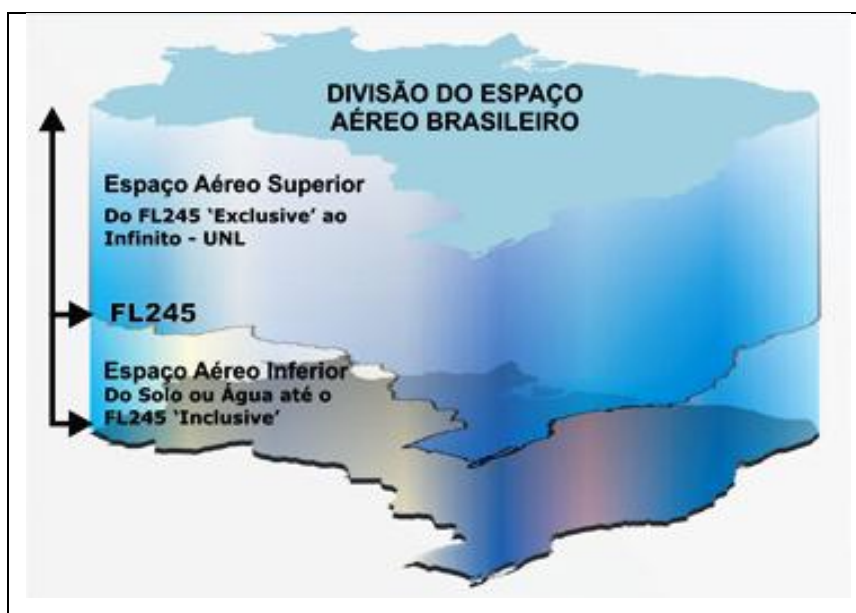 DIVISÃO DO ESPAÇO
AÉREO BRASILEIRO
Espaço Aéreo Superior
Do FL245 ‘Exclusive’ ao
Infinito - UNL
FL245
Espaço Aéreo Inferior
Do Solo ou Água até o
FL245 ‘Inclusive’